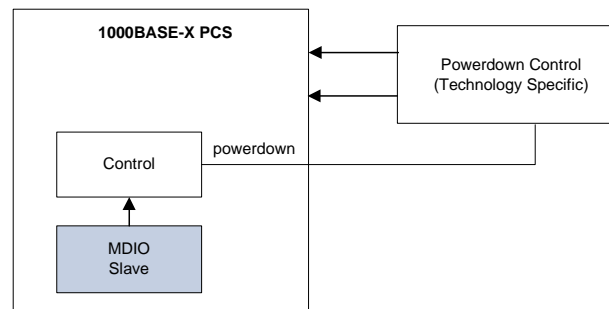 1000BASE-X PCS
Powerdown Control
(Technology Specific)
powerdown
Control
MDIO
Slave